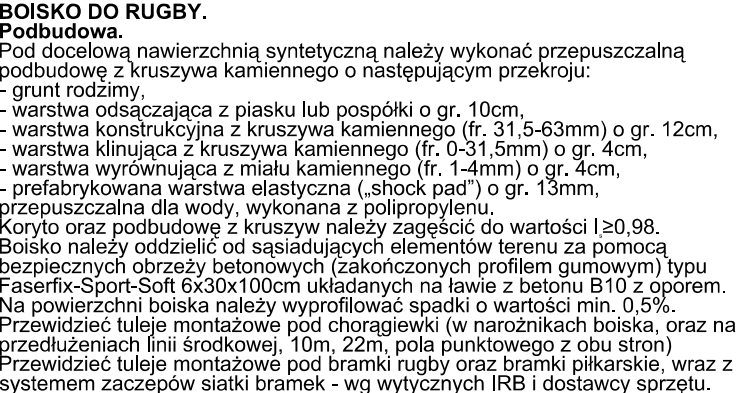 BOISKO DO RUGBY.
Podbudowa.
Pod docelową nawierzchnią syntetyczną należy wykonać przepuszczalną
podbudowę z kruszywa kamiennego o następującym przekroju:
- grunt rodzimy,
- warstwa odsączająca z piasku lub pospółki o gr. 10cm,
- warstwa konstrukcyjna z kruszywa kamiennego (fr. 31,5-63mm) o gr. 12cm,
- warstwa klinująca z kruszywa kamiennego (fr. 0-31,5mm) o gr. 4cm,
- warstwa wyrównująca z miału kamiennego (fr. 1-4mm) o gr. 4cm,
- prefabrykowana warstwa elastyczna („shock pad”) o gr. 13mm,
przepuszczalna dla wody, wykonana z polipropylenu.
Koryto oraz podbudowę z kruszyw należy zagęścić do wartości I≥0,98.
Boisko należy oddzielić od sąsiadujących elementów terenu za pomocą
bezpiecznych obrzeży betonowych (zakończonych profilem gumowym) typu
Faserfix-Sport-Soft 6x30x100cm układanych na ławie z betonu B10 z oporem.
Na powierzchni boiska należy wyprofilować spadki o wartości min. 0,5%.
Przewidzieć tuleje montażowe pod chorągiewki (w narożnikach boiska, oraz na
przedłużeniach linii środkowej, 10m, 22m, pola punktowego z obu stron)
Przewidzieć tuleje montażowe pod bramki rugby oraz bramki piłkarskie, wraz z
systemem zaczepów siatki bramek - wg wytycznych IRB i dostawcy sprzętu.